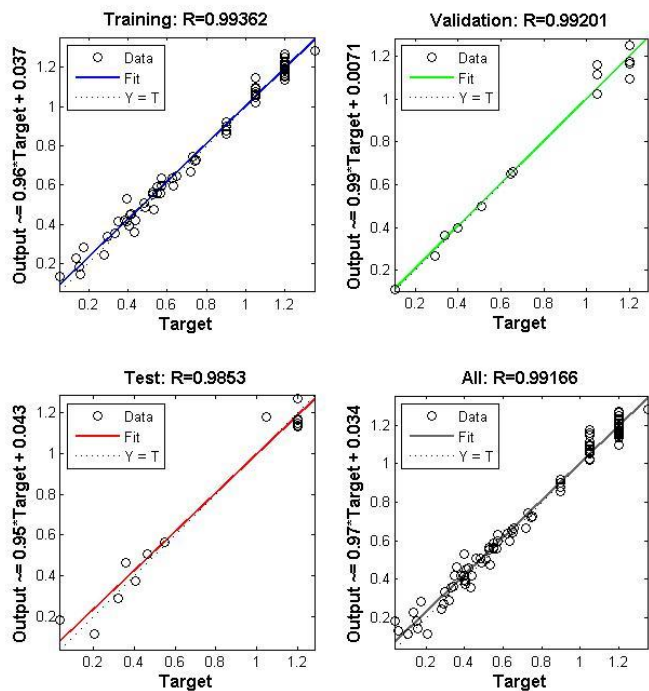 Training: R=0.99362
Output ~= 0.96*Target + 0.037
Data
Fit
Y = T
1.2
1
0.8
0.6
0.4
0.2
0.2 0.4 0.6 0.8 1 1.2
Target
Validation: R=0.99201
Output ~= 0.99*Target + 0.0071
Data
Fit
Y = T
1.2
1
0.8
0.6
0.4
0.2
0.2 0.4 0.6 0.8 1 1.2
Target
Test: R=0.9853
Output ~= 0.95*Target + 0.043
Data
Fit
Y = T
1.2
1
0.8
0.6
0.4
0.2
0.2 0.4 0.6 0.8 1 1.2
Target
All: R=0.99166
Output ~= 0.97*Target + 0.034
Data
Fit
Y = T
1.2
1
0.8
0.6
0.4
0.2
0.2 0.4 0.6 0.8 1 1.2
Target